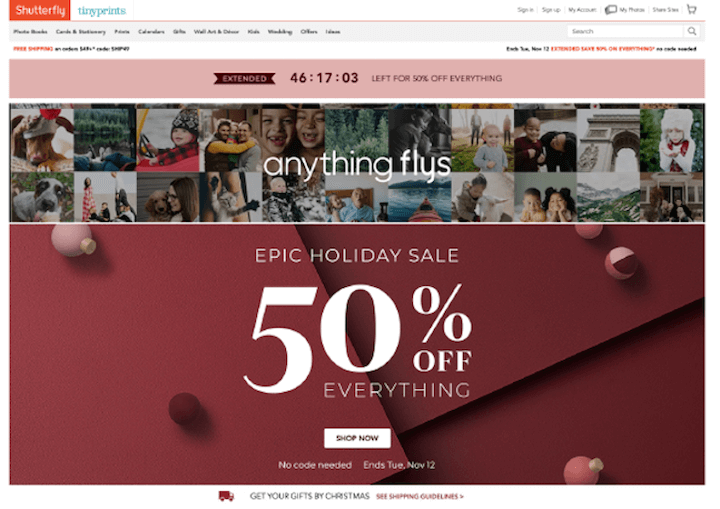 Shutterfly tinyprints Sign in Sign up My Account My Photos Share Sites
Photo Books Cards & Stationery Prints Calendars Gifts Wall Art & Décor Kids Wedding Offers Ideas Search
FREE SHIPPING on orders $49+* code: SHIP49 Ends Tue, Nov 12 EXTENDED SAVE 50% ON EVERYTHING* no code needed
EXTENDED 46:17:03 LEFT FOR 50% OFF EVERYTHING
anything flys
EPIC HOLIDAY SALE
50% OFF
EVERYTHING
SHOP NOW
No code needed Ends Tue, Nov 12
GET YOUR GIFTS BY CHRISTMAS SEE SHIPPING GUIDELINES >